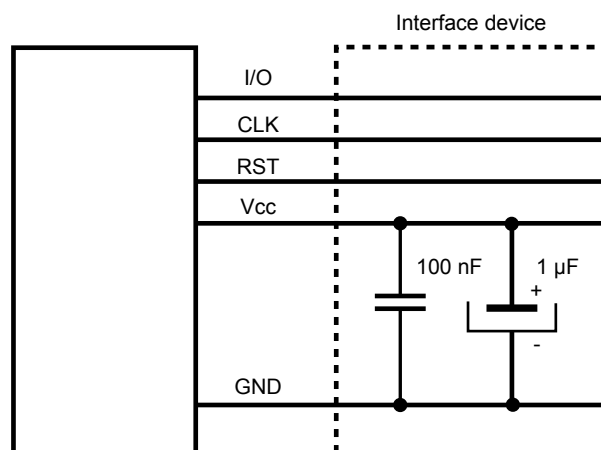 Interface device
I/O
CLK
RST
Vcc
100 nF
1 µF
+
-
GND